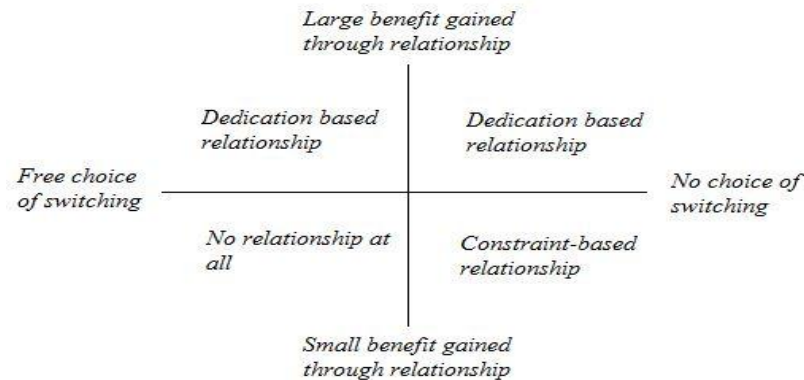 Large benefit gained
through relationship
Dedication based
relationship
Dedication based
relationship
Free choice
of switching
No choice of
switching
No relationship at
all
Constraint-based
relationship
Small benefit gained
through relationship